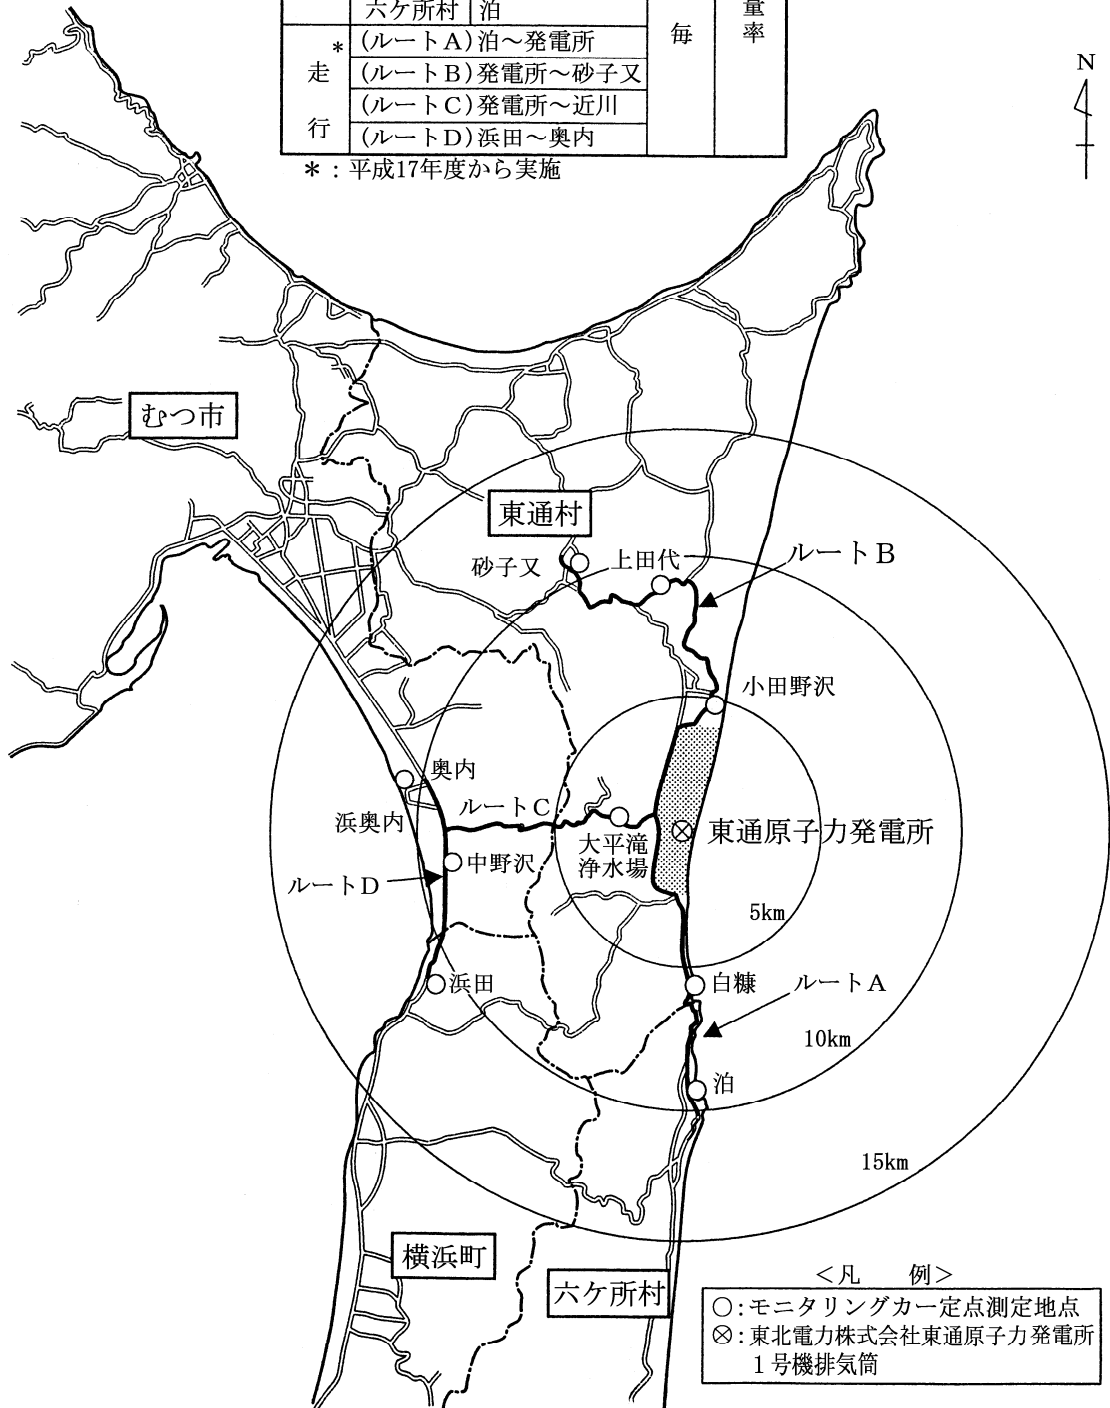 六ケ所村 泊
走行
*
(ルートA)泊～発電所
(ルートB)発電所～砂子又
(ルートC)発電所～近川
(ルートD)浜田～奥内
毎
量率
*：平成17年度から実施
N
むつ市
東通村
砂子又
上田代
ルートB
小田野沢
奥内
ルートC
浜奥内
大平滝
浄水場
東通原子力発電所
中野沢
ルートD
5km
浜田
白糠
ルートA
10km
泊
15km
横浜町
六ケ所村
＜凡　例＞
○：モニタリングカー定点測定地点
⊗：東北電力株式会社東通原子力発電所
１号機排気筒